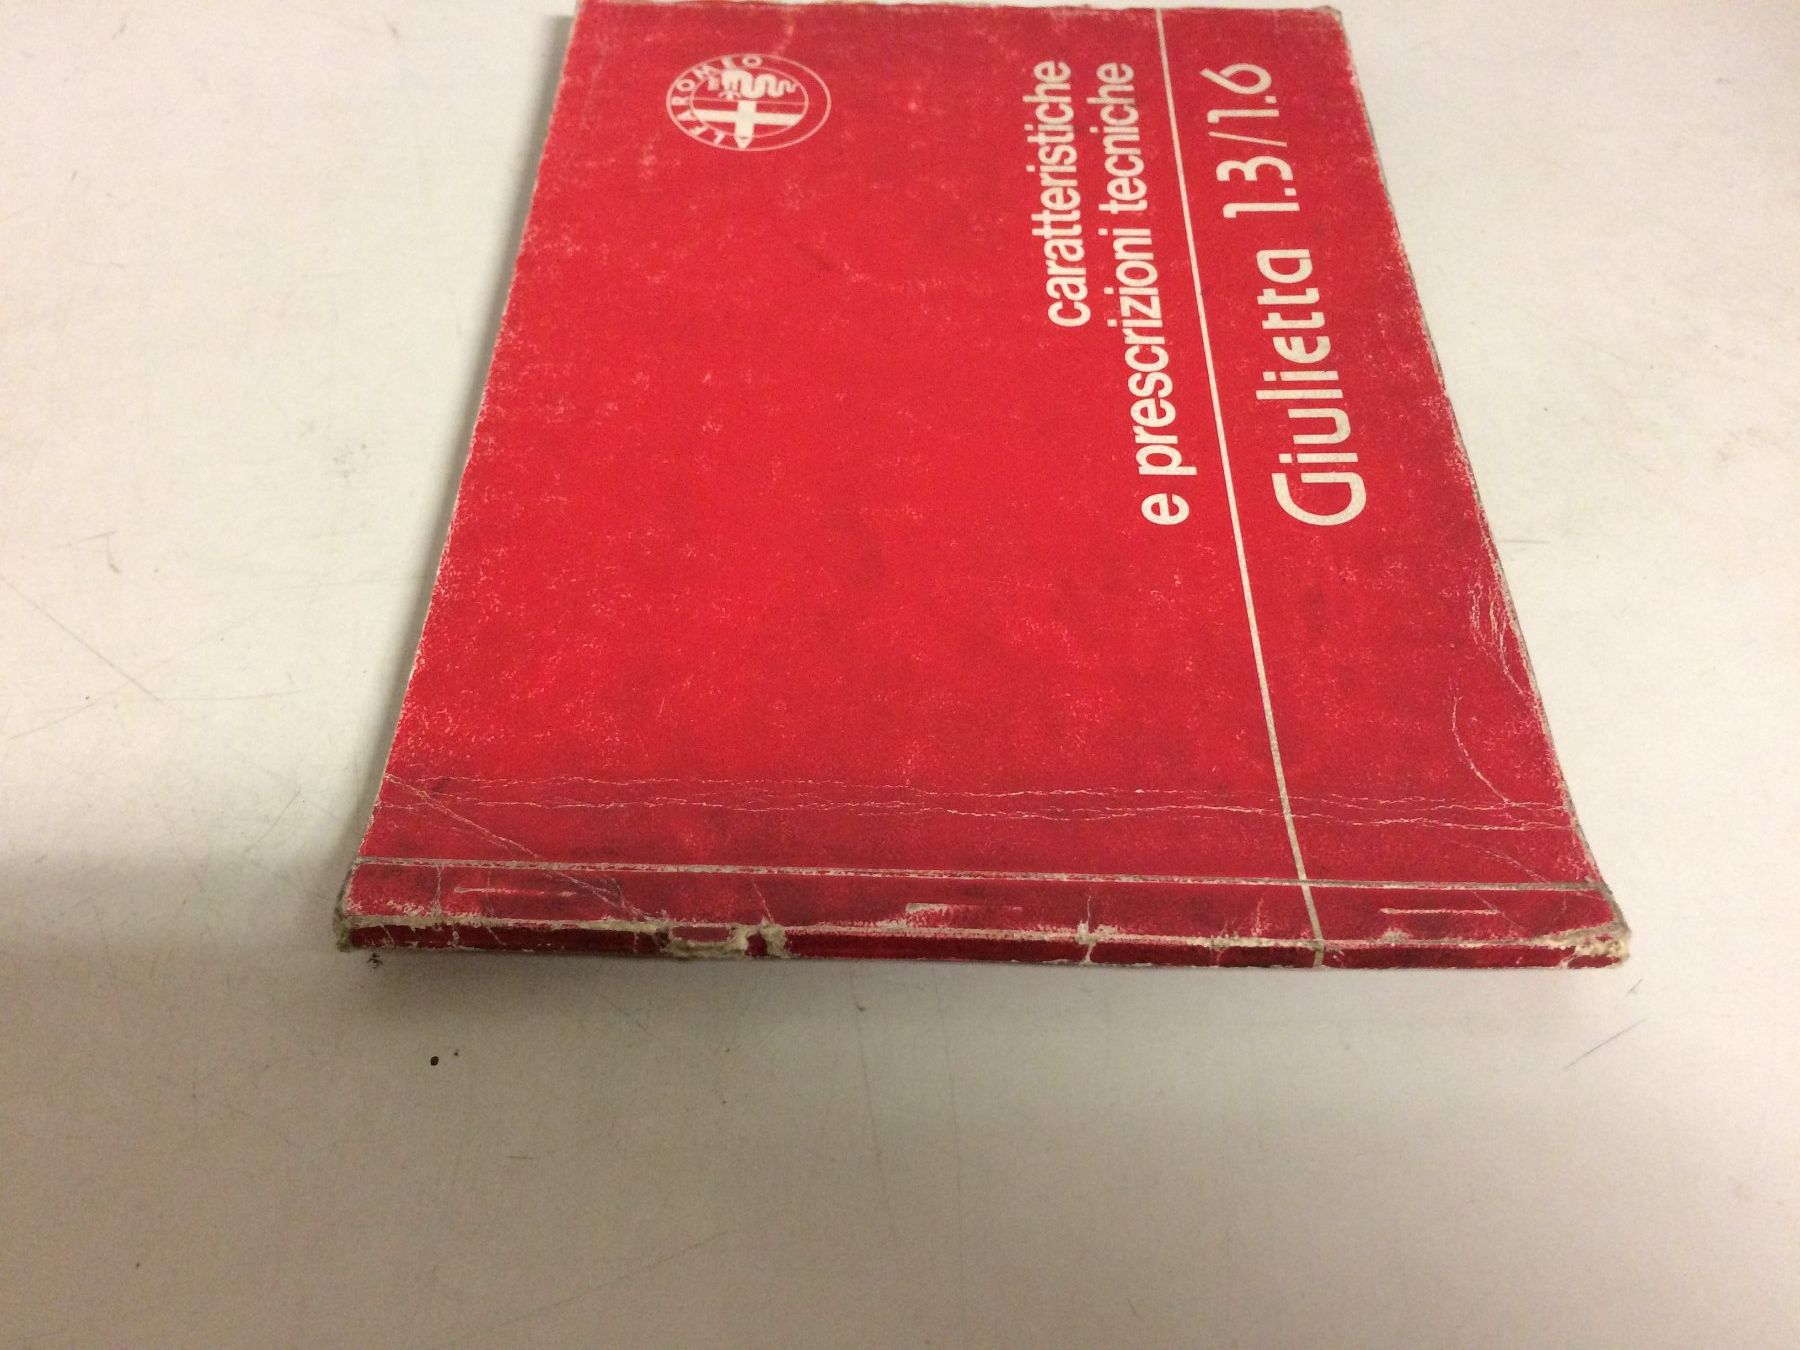 ALFA ROMEO
caratteristiche
e prescrizioni tecniche
Giulietta 1.3/1.6